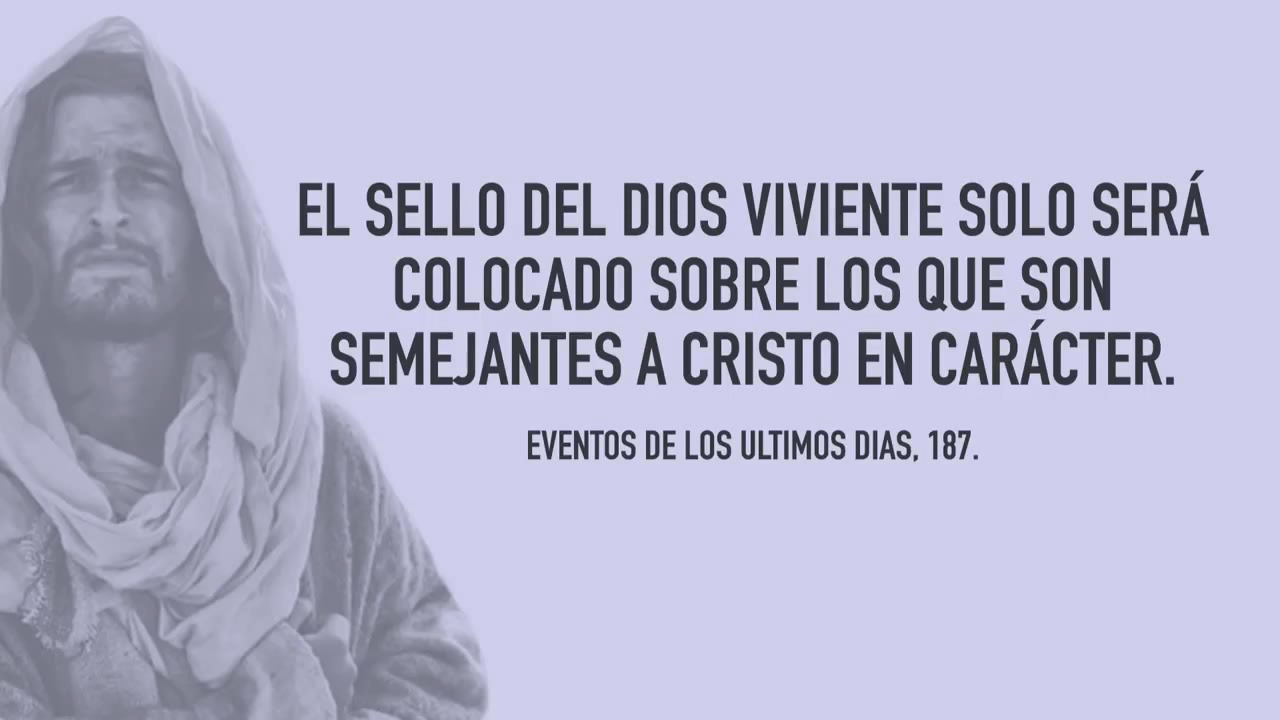 EL SELLO DEL DIOS VIVIENTE SOLO SERÁ
COLOCADO SOBRE LOS QUE SON
SEMEJANTES A CRISTO EN CARÁCTER.
EVENTOS DE LOS ULTIMOS DIAS, 187.